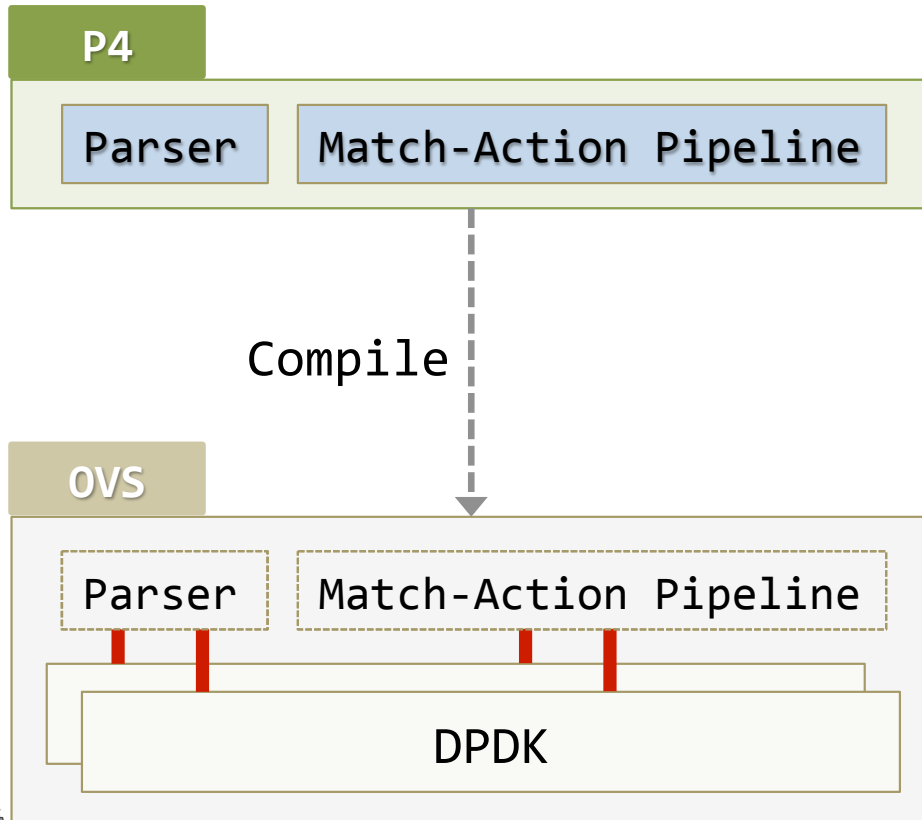 P4
Parser
Match-Action Pipeline
Compile
OVS
Parser
Match-Action Pipeline
DPDK